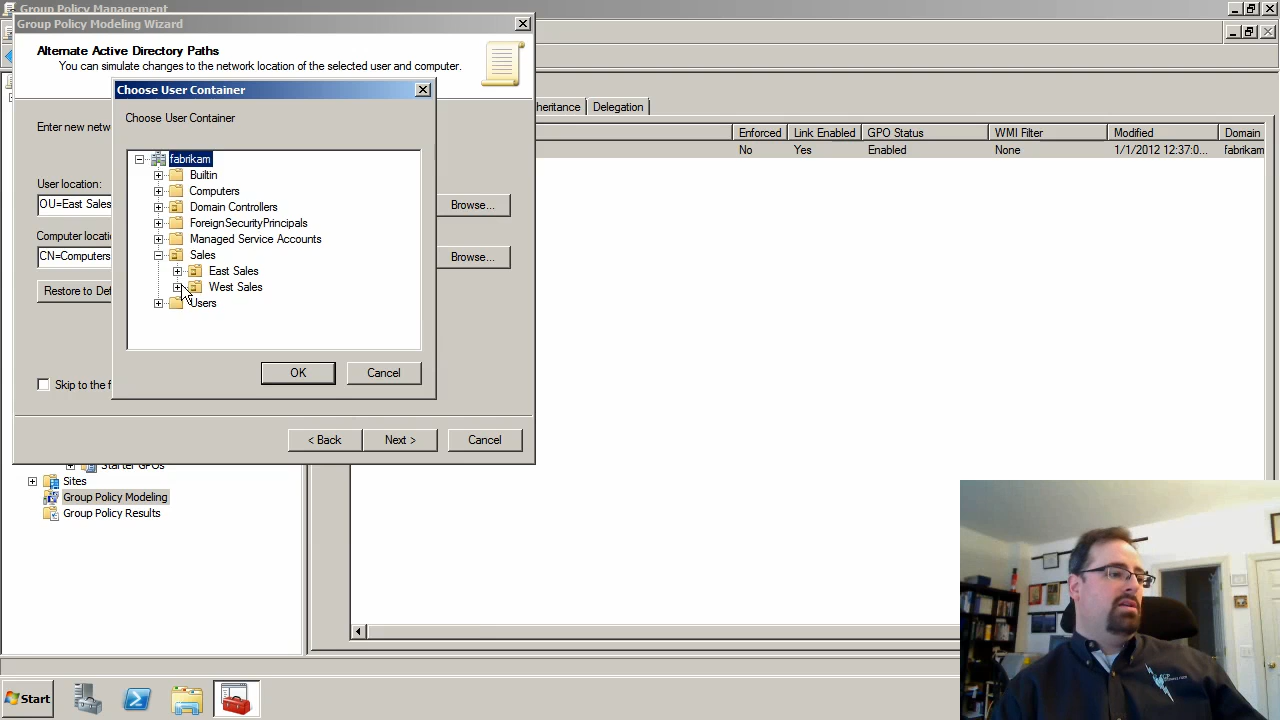 Group Policy Management
Group Policy Modeling Wizard
Alternate Active Directory Paths
You can simulate changes to the network location of the selected user and computer.
Choose User Container
Choose User Container
Enter new netw
User location:
OU=East Sales
Browse...
Computer locati
CN=Computers
Browse...
Restore to Def
Skip to the f
fabrikam
Builtin
Computers
Domain Controllers
ForeignSecurityPrincipals
Managed Service Accounts
Sales
East Sales
West Sales
Users
OK
Cancel
< Back
Next >
Cancel
heritance
Delegation
Enforced
Link Enabled
GPO Status
WMI Filter
Modified
Domain
No
Yes
Enabled
None
1/1/2012 12:37:0...
fabrikam
Starter GPOs
Sites
Group Policy Modeling
Group Policy Results
Start